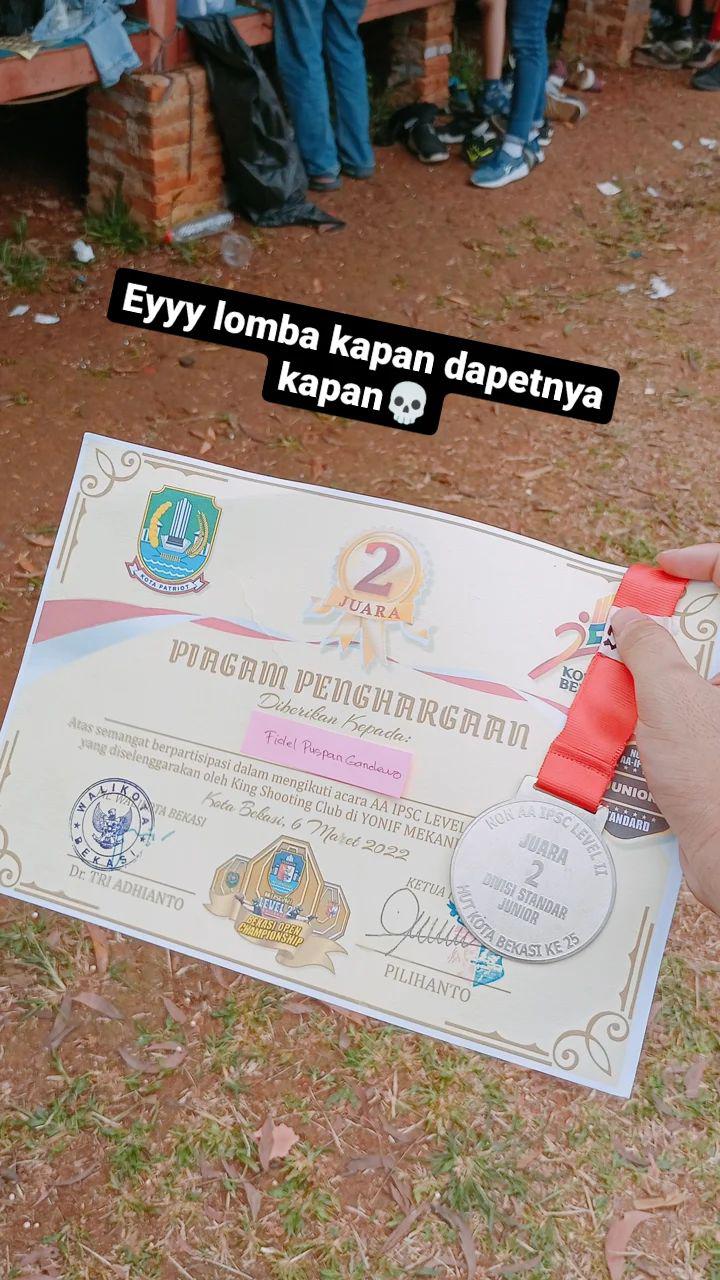 Eyyy lomba kapan dapetnya
kapan💀
KOTA PATRIOT
2
JUARA
PIAGAM PENGHARGAAN
Diberikan Kepada:
Fidel Puspan Gandewo
Atas semangat berpartisipasi dalam mengikuti acara AA IPSC LEVEL
yang diselenggarakan oleh King Shooting Club di YONIF MEKANI
Kota Bekasi, 6 Maret 2022
WALIKOTA
BEKASI
Dr. TRI ADHIANTO
LEVEL 2
BEKASI OPEN
CHAMPIONSHIP
KETUA
PILIHANTO
NON AA IPSC LEVEL II
JUARA
2
DIVISI STANDAR
JUNIOR
HUT KOTA BEKASI KE 25